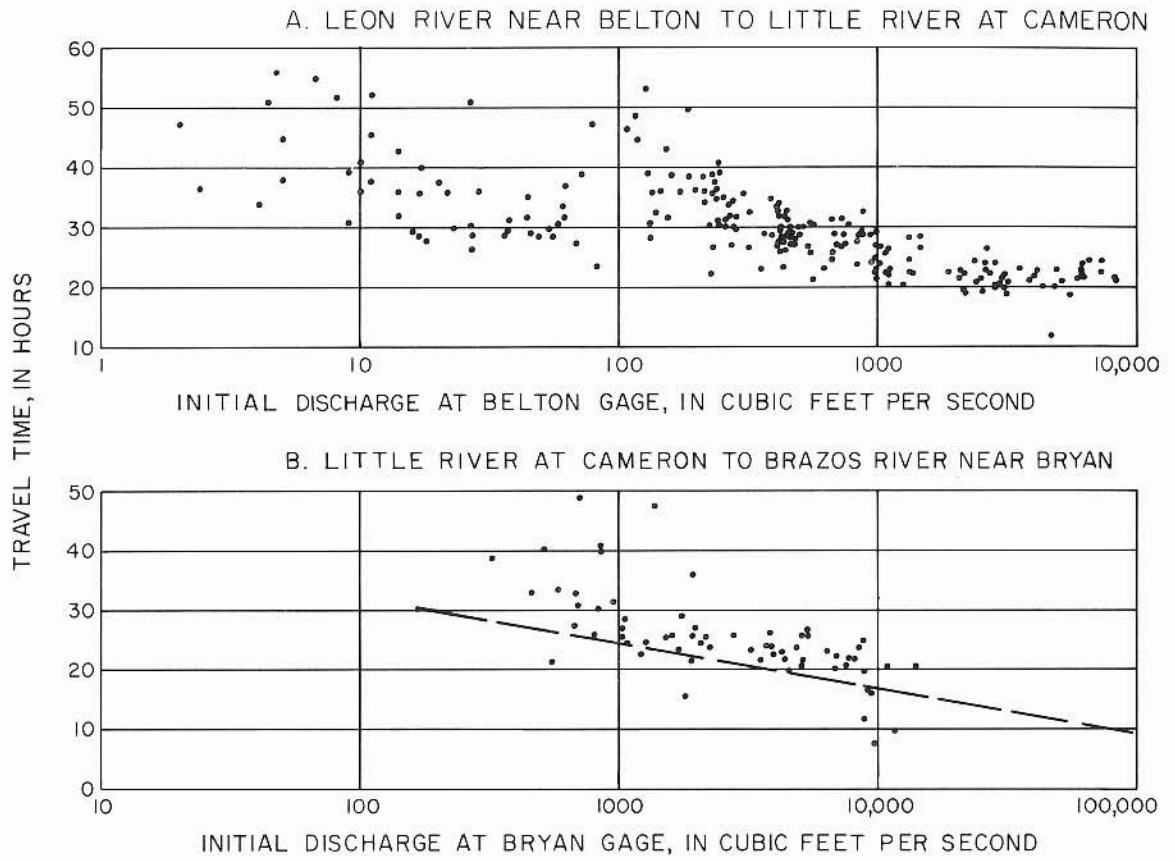 A. LEON RIVER NEAR BELTON TO LITTLE RIVER AT CAMERON
60
50
40
30
20
10
1 10 100 1000 10,000
INITIAL DISCHARGE AT BELTON GAGE, IN CUBIC FEET PER SECOND
TRAVEL TIME, IN HOURS
B. LITTLE RIVER AT CAMERON TO BRAZOS RIVER NEAR BRYAN
50
40
30
20
10
0
10 100 1000 10,000 100,000
INITIAL DISCHARGE AT BRYAN GAGE, IN CUBIC FEET PER SECOND